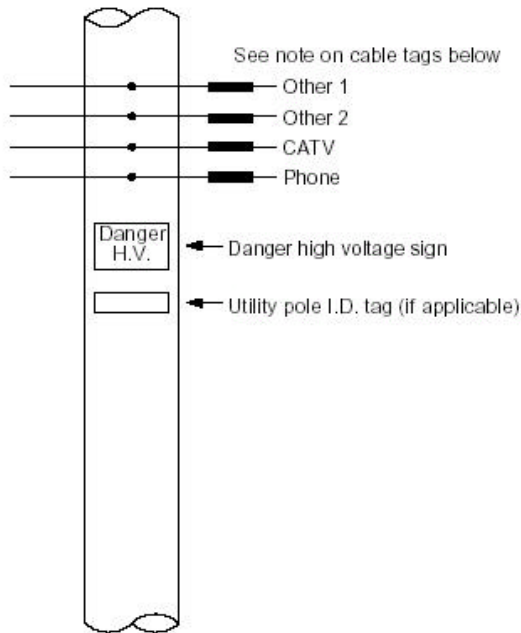 See note on cable tags below
Other 1
Other 2
CATV
Phone
Danger
H.V.
Danger high voltage sign
Utility pole I.D. tag (if applicable)